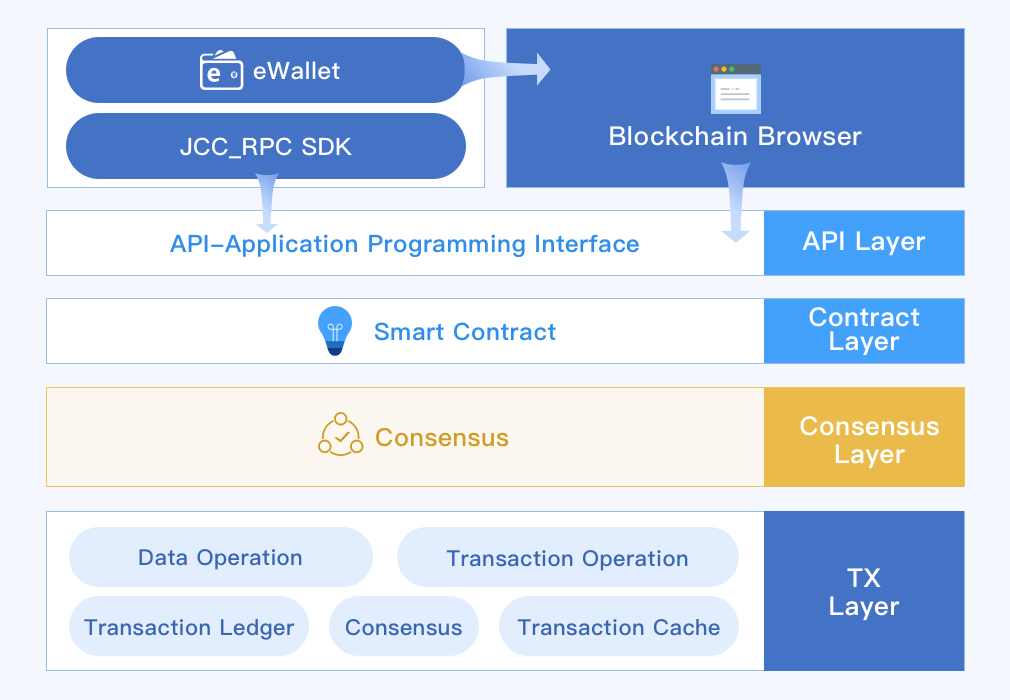 eWallet
JCC_RPC SDK
Blockchain Browser
API–Application Programming Interface
API Layer
Smart Contract
Contract
Layer
Consensus
Consensus
Layer
Data Operation
Transaction Operation
Transaction Ledger
Consensus
Transaction Cache
TX
Layer